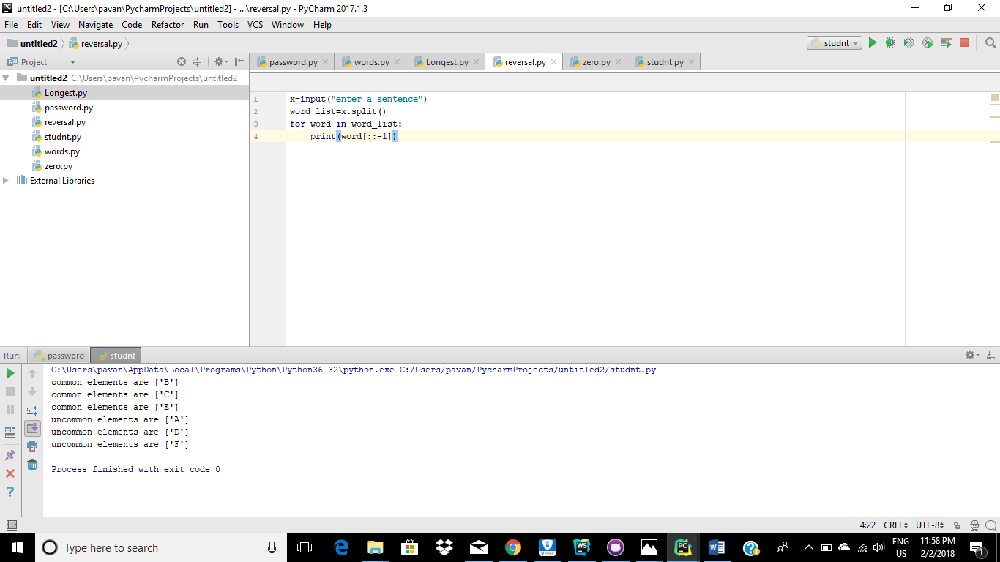 untitled2 - [C:\Users\pavan\PycharmProjects\untitled2] - ...\reversal.py - PyCharm 2017.1.3
File Edit View Navigate Code Refactor Run Tools VCS Window Help
untitled2 reversal.py studnt
Project password.py words.py Longest.py reversal.py zero.py studnt.py
untitled2 C:\Users\pavan\PycharmProjects\untitled2
Longest.py
password.py
reversal.py
studnt.py
words.py
zero.py
External Libraries
1 x=input("enter a sentence")
2 word_list=x.split()
3 for word in word_list:
4 print(word[::-1])
Run: password studnt
C:\Users\pavan\AppData\Local\Programs\Python\Python36-32\python.exe C:/Users/pavan/PycharmProjects/untitled2/studnt.py
common elements are ['B']
common elements are ['C']
common elements are ['E']
uncommon elements are ['A']
uncommon elements are ['D']
uncommon elements are ['F']
Process finished with exit code 0
4:22 CRLF UTF-8
Type here to search
ENG
US
11:58 PM
2/2/2018